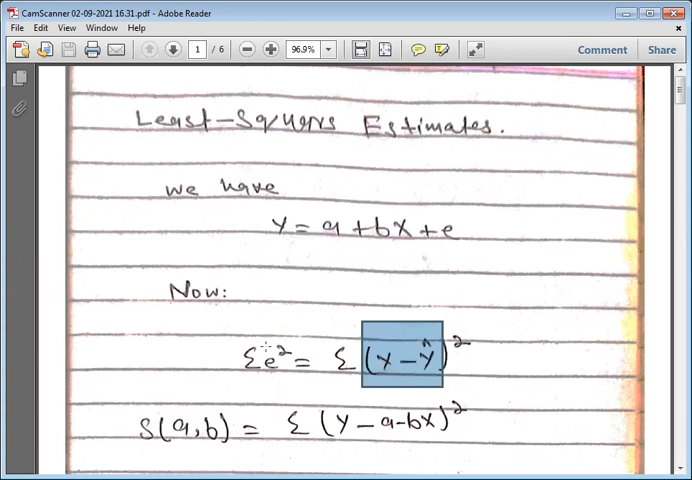 CamScanner 02-09-2021 16.31.pdf - Adobe Reader
File Edit View Window Help
1 / 6 96.9% Comment Share
Least-Squares Estimates.
we have
Y = a + bX + e
Now:
Σe² = Σ(Y - Ŷ)²
S(a,b) = Σ(Y - a - bX)²